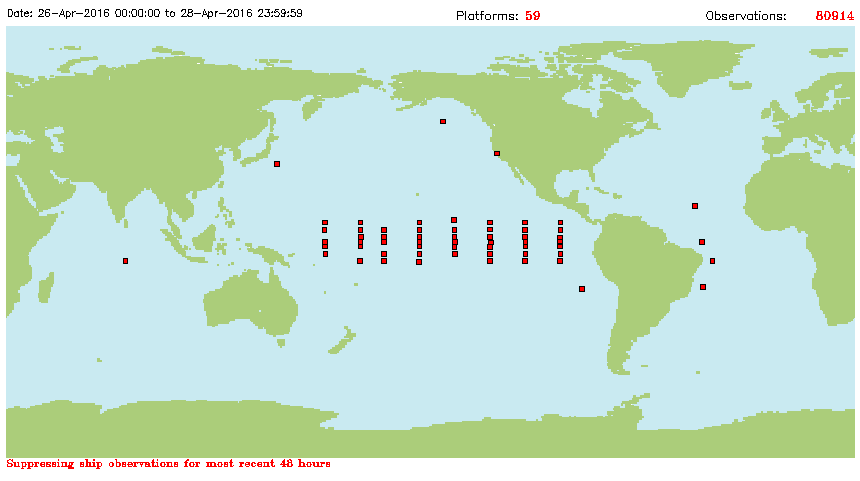 Date: 26-Apr-2016 00:00:00 to 28-Apr-2016 23:59:59 Platforms: 59 Observations: 80914
Suppressing ship observations for most recent 48 hours